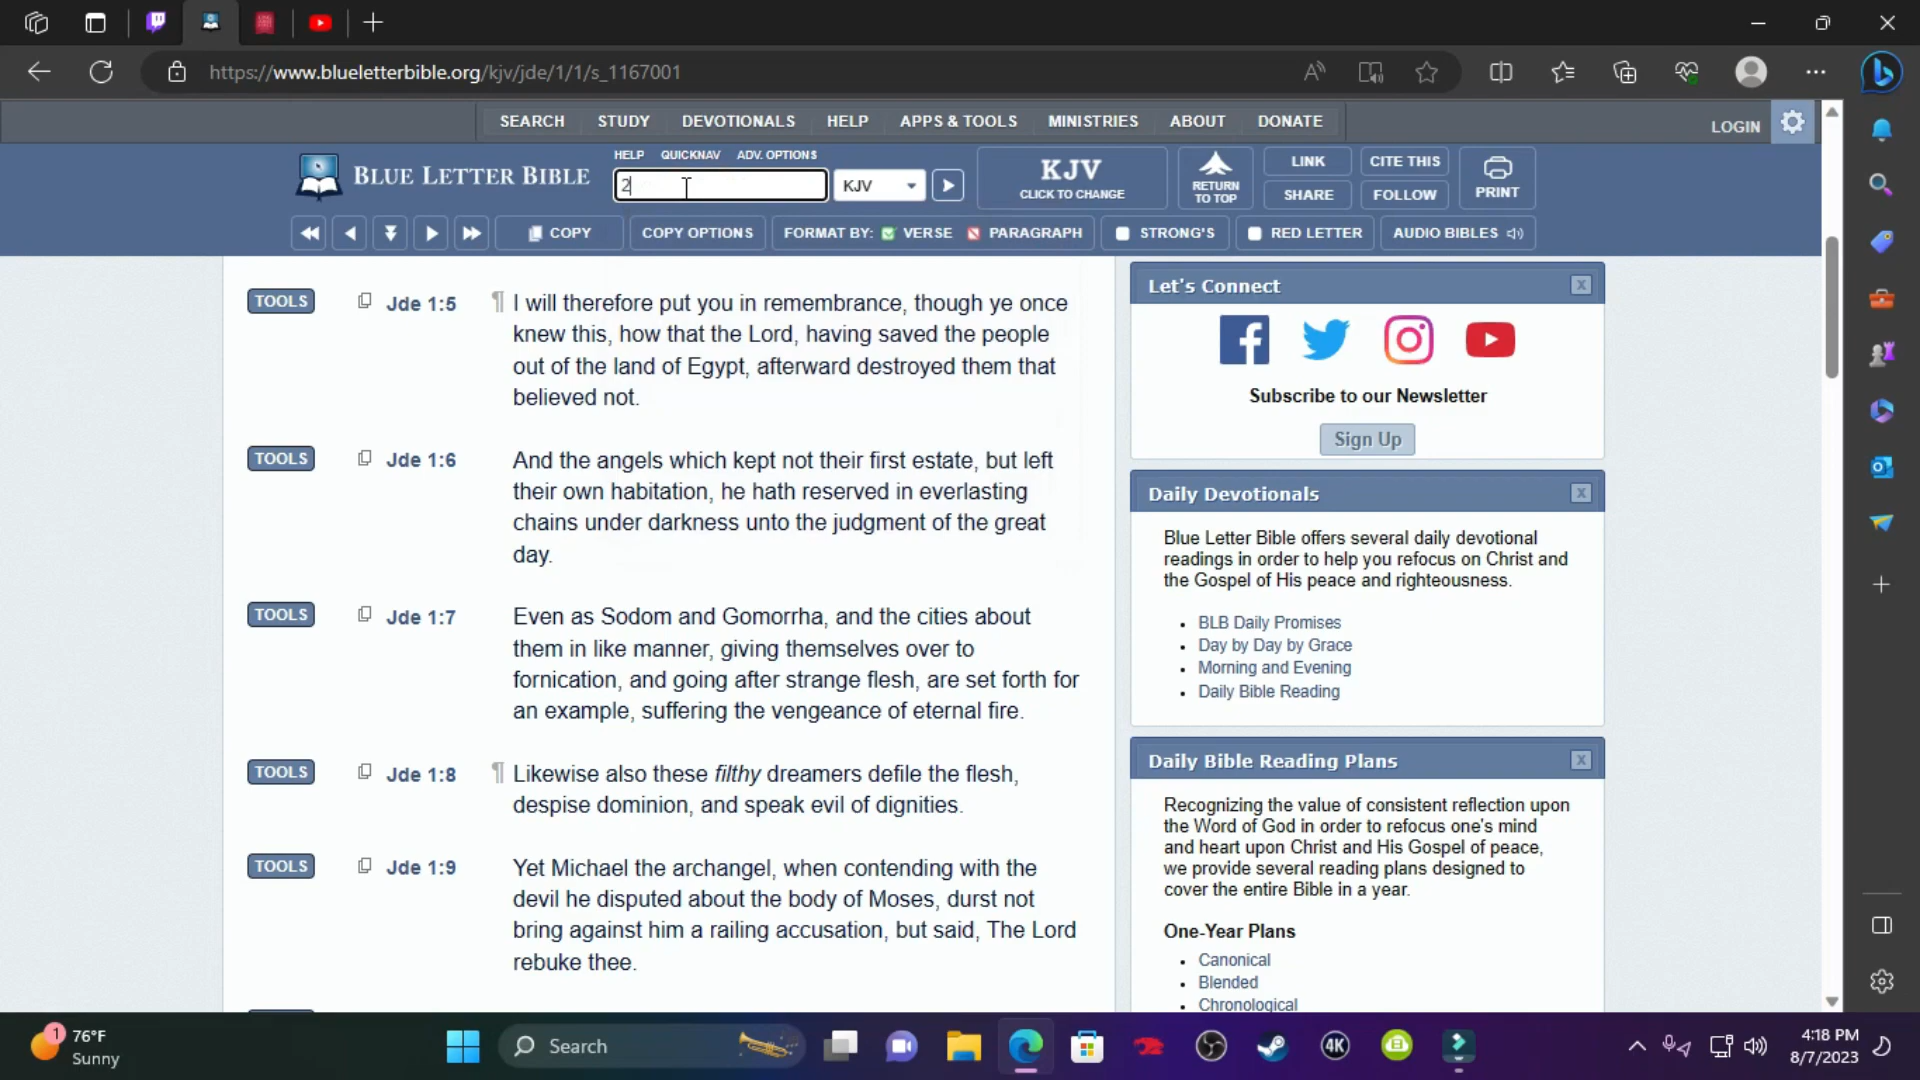 https://www.blueletterbible.org/kjv/jde/1/1/s_1167001
SEARCH STUDY DEVOTIONALS HELP APPS & TOOLS MINISTRIES ABOUT DONATE
LOGIN
HELP QUICKNAV ADV. OPTIONS
BLUE LETTER BIBLE
2
KJV
KJV
CLICK TO CHANGE
RETURN
TO TOP
LINK
CITE THIS
SHARE
FOLLOW
PRINT
COPY COPY OPTIONS FORMAT BY: VERSE PARAGRAPH STRONG'S RED LETTER AUDIO BIBLES
TOOLS Jde 1:5 ¶ I will therefore put you in remembrance, though ye once
knew this, how that the Lord, having saved the people
out of the land of Egypt, afterward destroyed them that
believed not.
TOOLS Jde 1:6 And the angels which kept not their first estate, but left
their own habitation, he hath reserved in everlasting
chains under darkness unto the judgment of the great
day.
TOOLS Jde 1:7 Even as Sodom and Gomorrha, and the cities about
them in like manner, giving themselves over to
fornication, and going after strange flesh, are set forth for
an example, suffering the vengeance of eternal fire.
TOOLS Jde 1:8 ¶ Likewise also these filthy dreamers defile the flesh,
despise dominion, and speak evil of dignities.
TOOLS Jde 1:9 Yet Michael the archangel, when contending with the
devil he disputed about the body of Moses, durst not
bring against him a railing accusation, but said, The Lord
rebuke thee.
Let's Connect X
Subscribe to our Newsletter
Sign Up
Daily Devotionals X
Blue Letter Bible offers several daily devotional
readings in order to help you refocus on Christ and
the Gospel of His peace and righteousness.
BLB Daily Promises
Day by Day by Grace
Morning and Evening
Daily Bible Reading
Daily Bible Reading Plans X
Recognizing the value of consistent reflection upon
the Word of God in order to refocus one's mind
and heart upon Christ and His Gospel of peace,
we provide several reading plans designed to
cover the entire Bible in a year.
One-Year Plans
Canonical
Blended
Chronological
1
76°F
Sunny
Search
4K
4:18 PM
8/7/2023